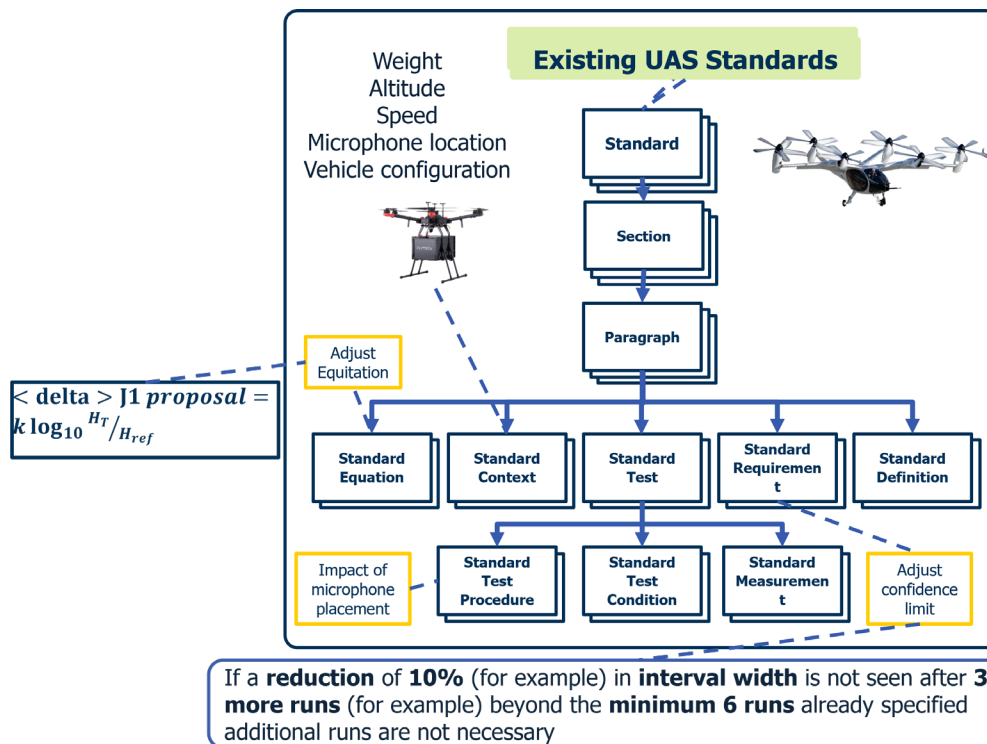 Weight
Altitude
Speed
Microphone location
Vehicle configuration
Existing UAS Standards
Standard
Section
Paragraph
Adjust
Equitation
< delta > J1 proposal =
k log10 HT/Href
Standard
Equation
Standard
Context
Standard
Test
Standard
Requiremen
t
Standard
Definition
Impact of
microphone
placement
Standard
Test
Procedure
Standard
Test
Condition
Standard
Measuremen
t
Adjust
confidence
limit
If a reduction of 10% (for example) in interval width is not seen after 3
more runs (for example) beyond the minimum 6 runs already specified
additional runs are not necessary